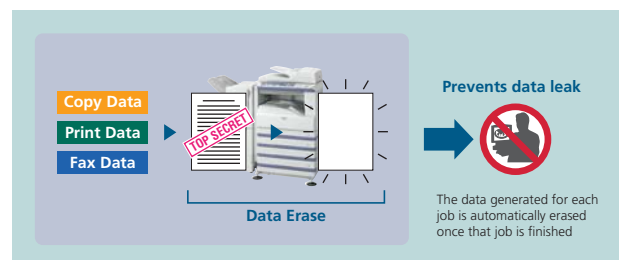 Copy Data
Print Data
Fax Data
TOP SECRET
Data Erase
Prevents data leak
The data generated for each
job is automatically erased
once that job is finished